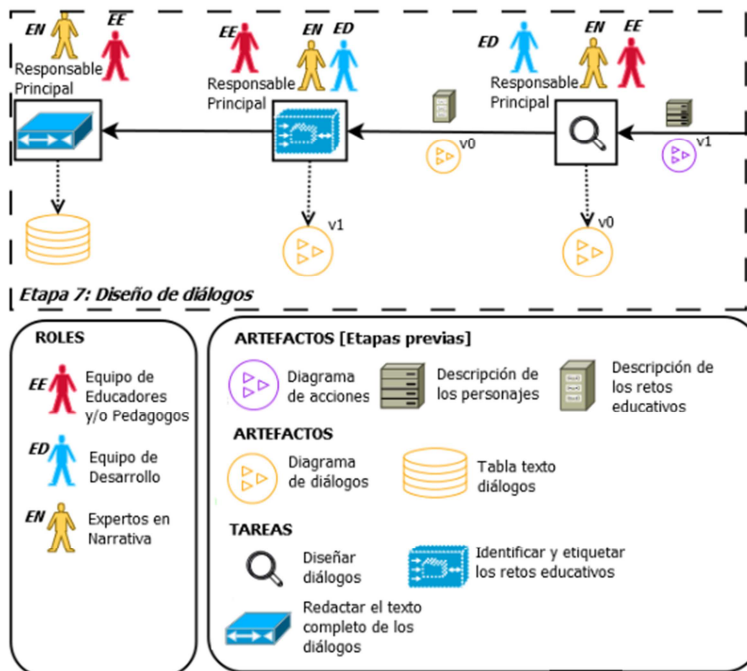 EN
EE
Responsable
Principal
EE
EN
ED
Responsable
Principal
ED
EN
EE
Responsable
Principal
v0
v1
v1
v0
Etapa 7: Diseño de diálogos
ROLES
EE
Equipo de
Educadores
y/o Pedagogos
ED
Equipo de
Desarrollo
EN
Expertos en
Narrativa
ARTEFACTOS [Etapas previas]
Diagrama
de acciones
Descripción de
los personajes
Descripción de
los retos
educativos
ARTEFACTOS
Diagrama
de diálogos
Tabla texto
diálogos
TAREAS
Diseñar
diálogos
Identificar y etiquetar
los retos educativos
Redactar el texto
completo de los
diálogos